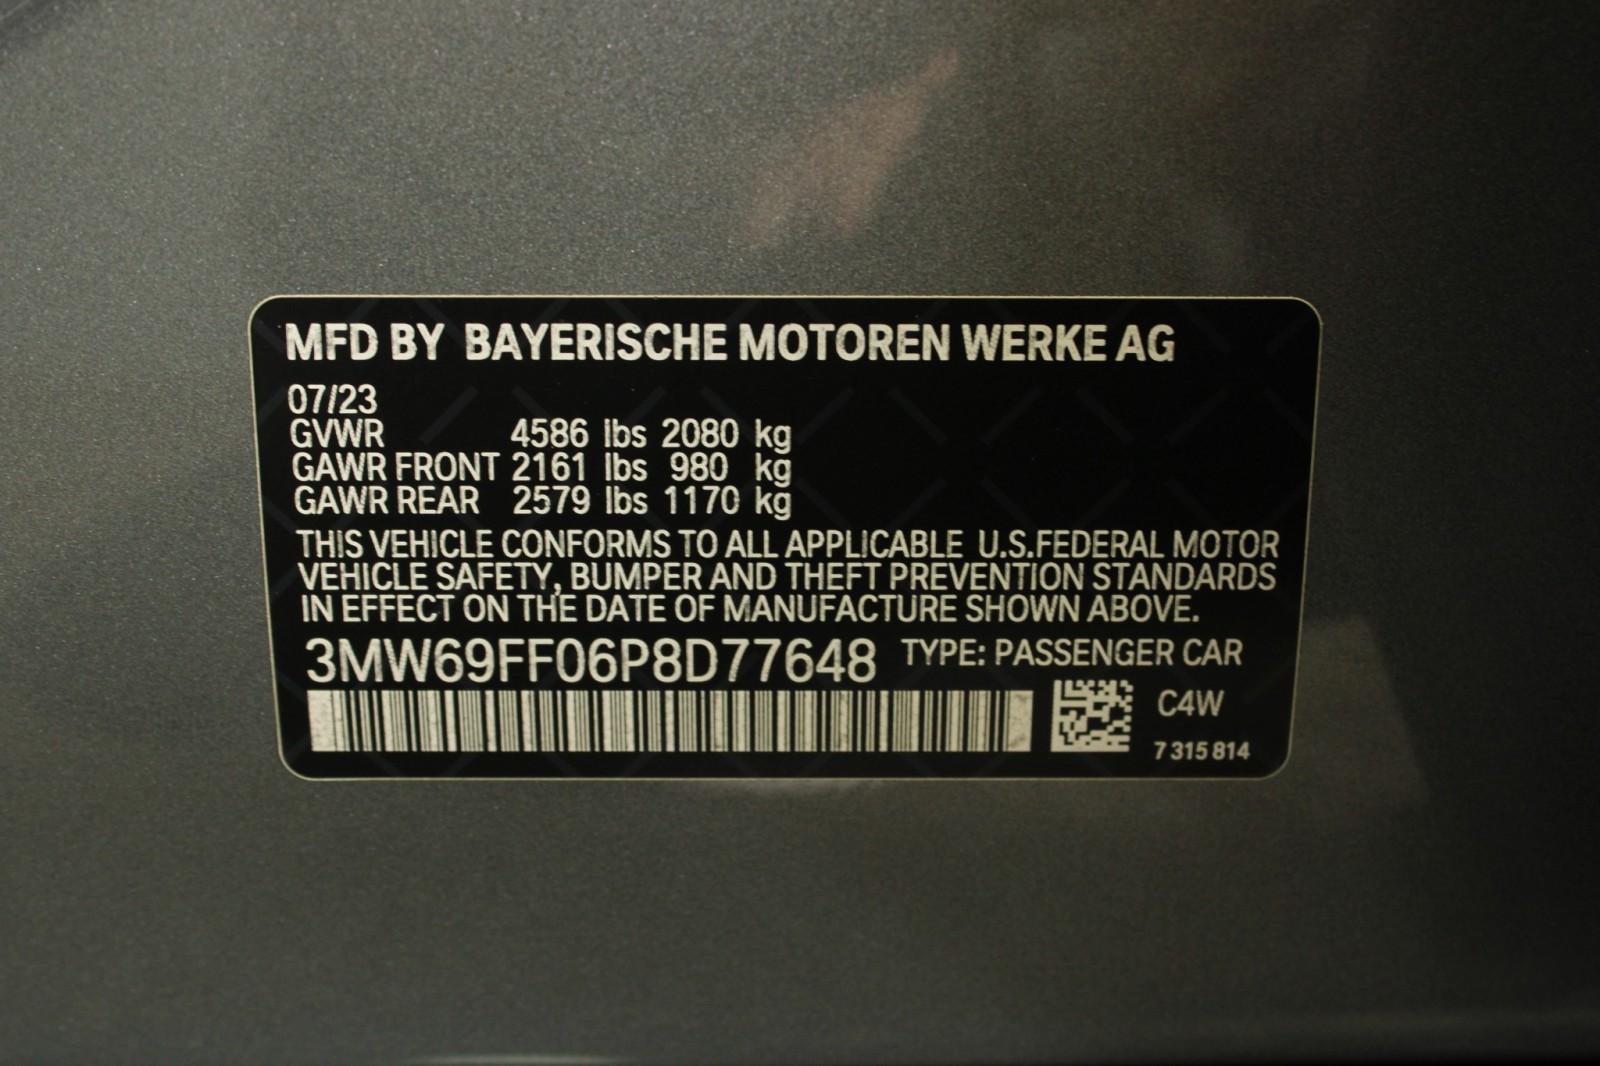 MFD BY BAYERISCHE MOTOREN WERKE AG
07/23
GVWR 4586 lbs 2080 kg
GAWR FRONT 2161 lbs 980 kg
GAWR REAR 2579 lbs 1170 kg
THIS VEHICLE CONFORMS TO ALL APPLICABLE U.S.FEDERAL MOTOR
VEHICLE SAFETY, BUMPER AND THEFT PREVENTION STANDARDS
IN EFFECT ON THE DATE OF MANUFACTURE SHOWN ABOVE.
3MW69FF06P8D77648 TYPE: PASSENGER CAR
C4W
7 315 814